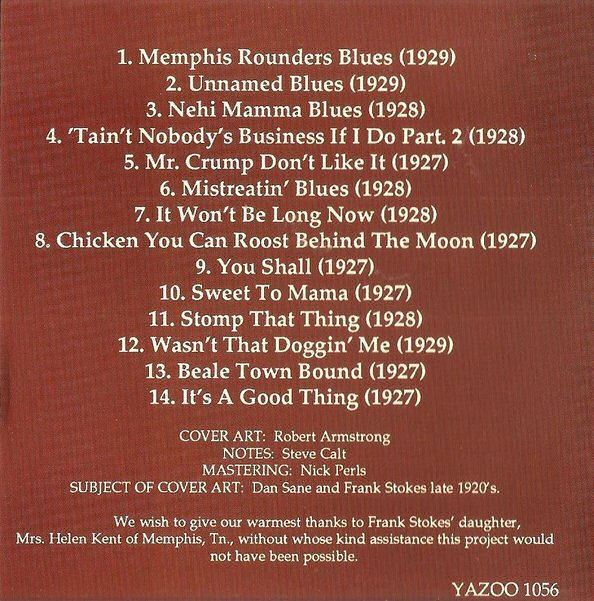 1. Memphis Rounders Blues (1929)
2. Unnamed Blues (1929)
3. Nehi Mamma Blues (1928)
4. 'Tain't Nobody's Business If I Do Part. 2 (1928)
5. Mr. Crump Don't Like It (1927)
6. Mistreatin' Blues (1928)
7. It Won't Be Long Now (1928)
8. Chicken You Can Roost Behind The Moon (1927)
9. You Shall (1927)
10. Sweet To Mama (1927)
11. Stomp That Thing (1928)
12. Wasn't That Doggin' Me (1929)
13. Beale Town Bound (1927)
14. It's A Good Thing (1927)
COVER ART: Robert Armstrong
NOTES: Steve Calt
MASTERING: Nick Perls
SUBJECT OF COVER ART: Dan Sane and Frank Stokes late 1920's.
We wish to give our warmest thanks to Frank Stokes' daughter,
Mrs. Helen Kent of Memphis, Tn., without whose kind assistance this project would
not have been possible.
YAZOO 1056